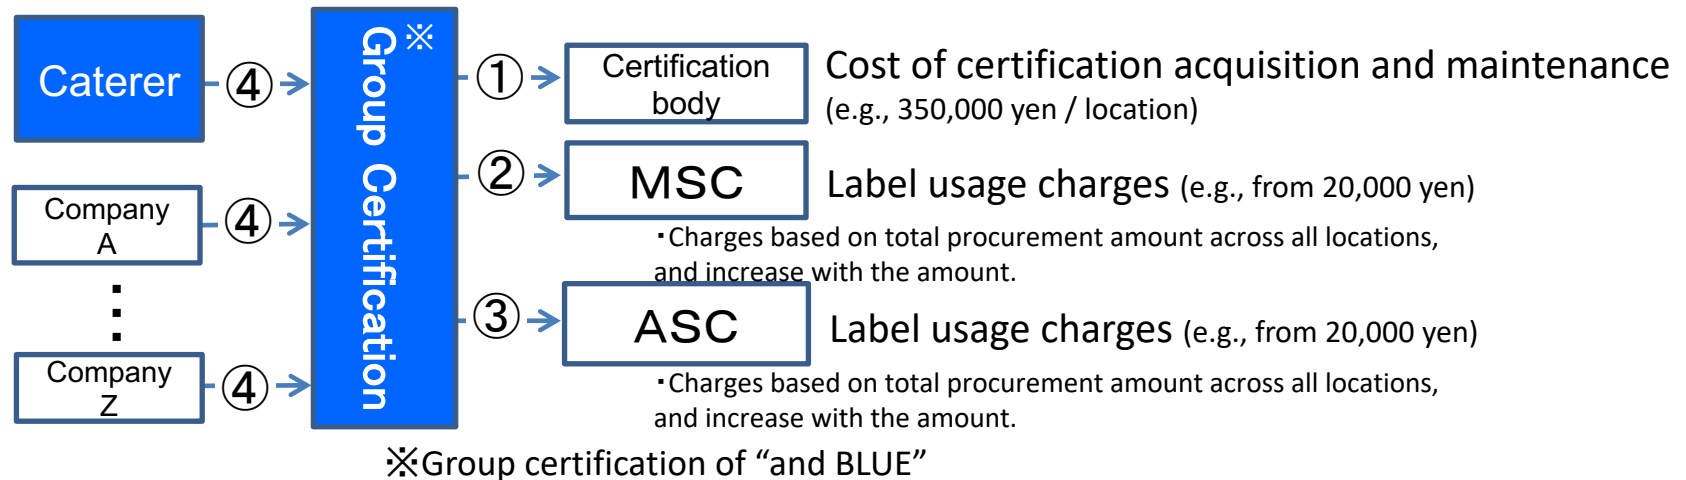 Caterer
④
※
Group Certification
①
Certification
body
Cost of certification acquisition and maintenance
(e.g., 350,000 yen / location)
②
MSC
Label usage charges (e.g., from 20,000 yen)
・Charges based on total procurement amount across all locations,
and increase with the amount.
Company
A
④
③
ASC
Label usage charges (e.g., from 20,000 yen)
・Charges based on total procurement amount across all locations,
and increase with the amount.
Company
Z
④
※Group certification of “and BLUE”